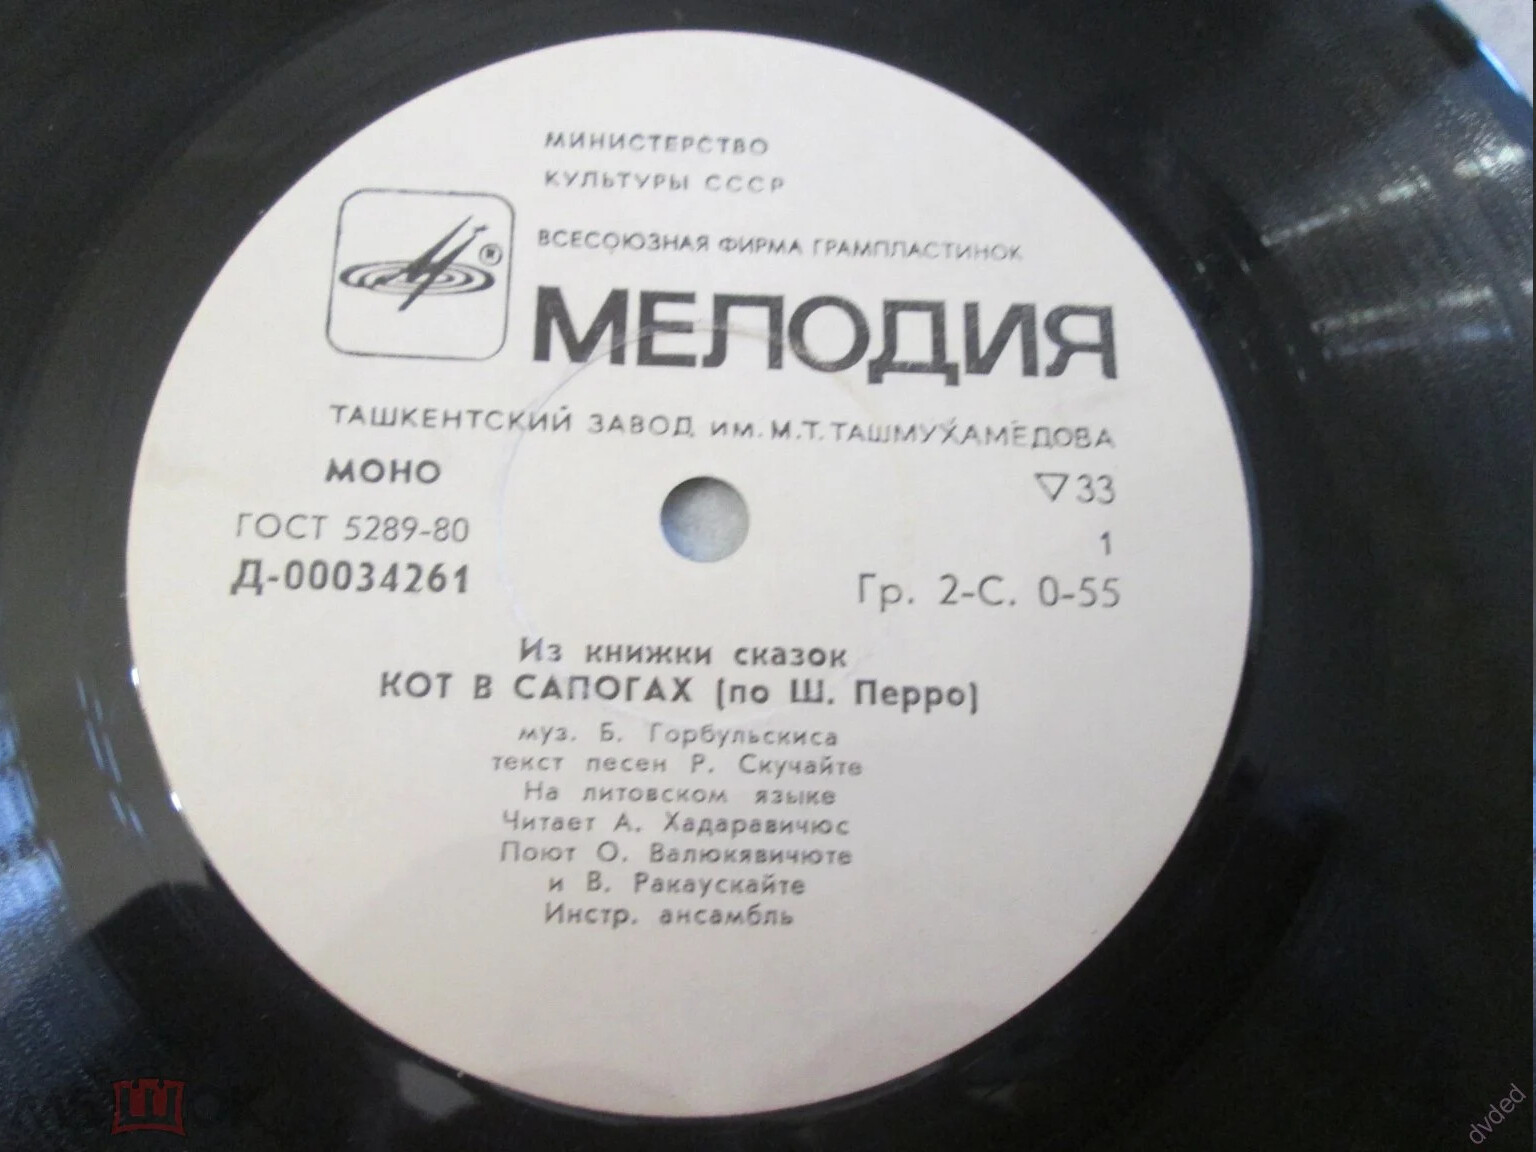 МИНИСТЕРСТВО
КУЛЬТУРЫ СССР
ВСЕСОЮЗНАЯ ФИРМА ГРАМПЛАСТИНОК
®
МЕЛОДИЯ
ТАШКЕНТСКИЙ ЗАВОД им. М.Т. ТАШМУХАМЕДОВА
МОНО ▽33
ГОСТ 5289-80 1
Д-00034261 Гр. 2-С. 0-55
Из книжки сказок
КОТ В САПОГАХ (по Ш. Перро)
муз. Б. Горбульскиса
текст песен Р. Скучайте
На литовском языке
Читает А. Хадаравичюс
Поют О. Валюкявичюте
и В. Ракаускайте
Инстр. ансамбль
dvded